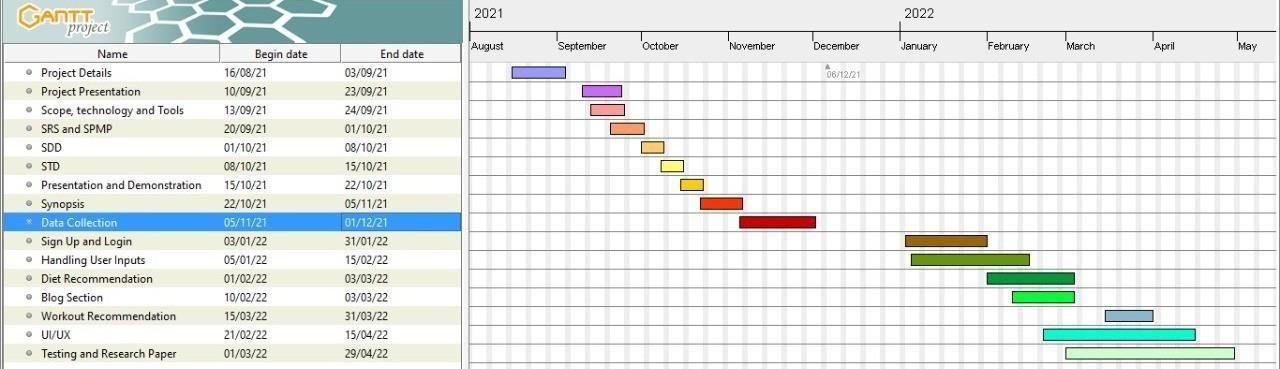 GANTT
project
2021 2022
August September October November December January February March April May
06/12/21
Name Begin date End date
Project Details 16/08/21 03/09/21
Project Presentation 10/09/21 23/09/21
Scope, technology and Tools 13/09/21 24/09/21
SRS and SPMP 20/09/21 01/10/21
SDD 01/10/21 08/10/21
STD 08/10/21 15/10/21
Presentation and Demonstration 15/10/21 22/10/21
Synopsis 22/10/21 05/11/21
Data Collection 05/11/21 01/12/21
Sign Up and Login 03/01/22 31/01/22
Handling User Inputs 05/01/22 15/02/22
Diet Recommendation 01/02/22 03/03/22
Blog Section 10/02/22 03/03/22
Workout Recommendation 15/03/22 31/03/22
UI/UX 21/02/22 15/04/22
Testing and Research Paper 01/03/22 29/04/22